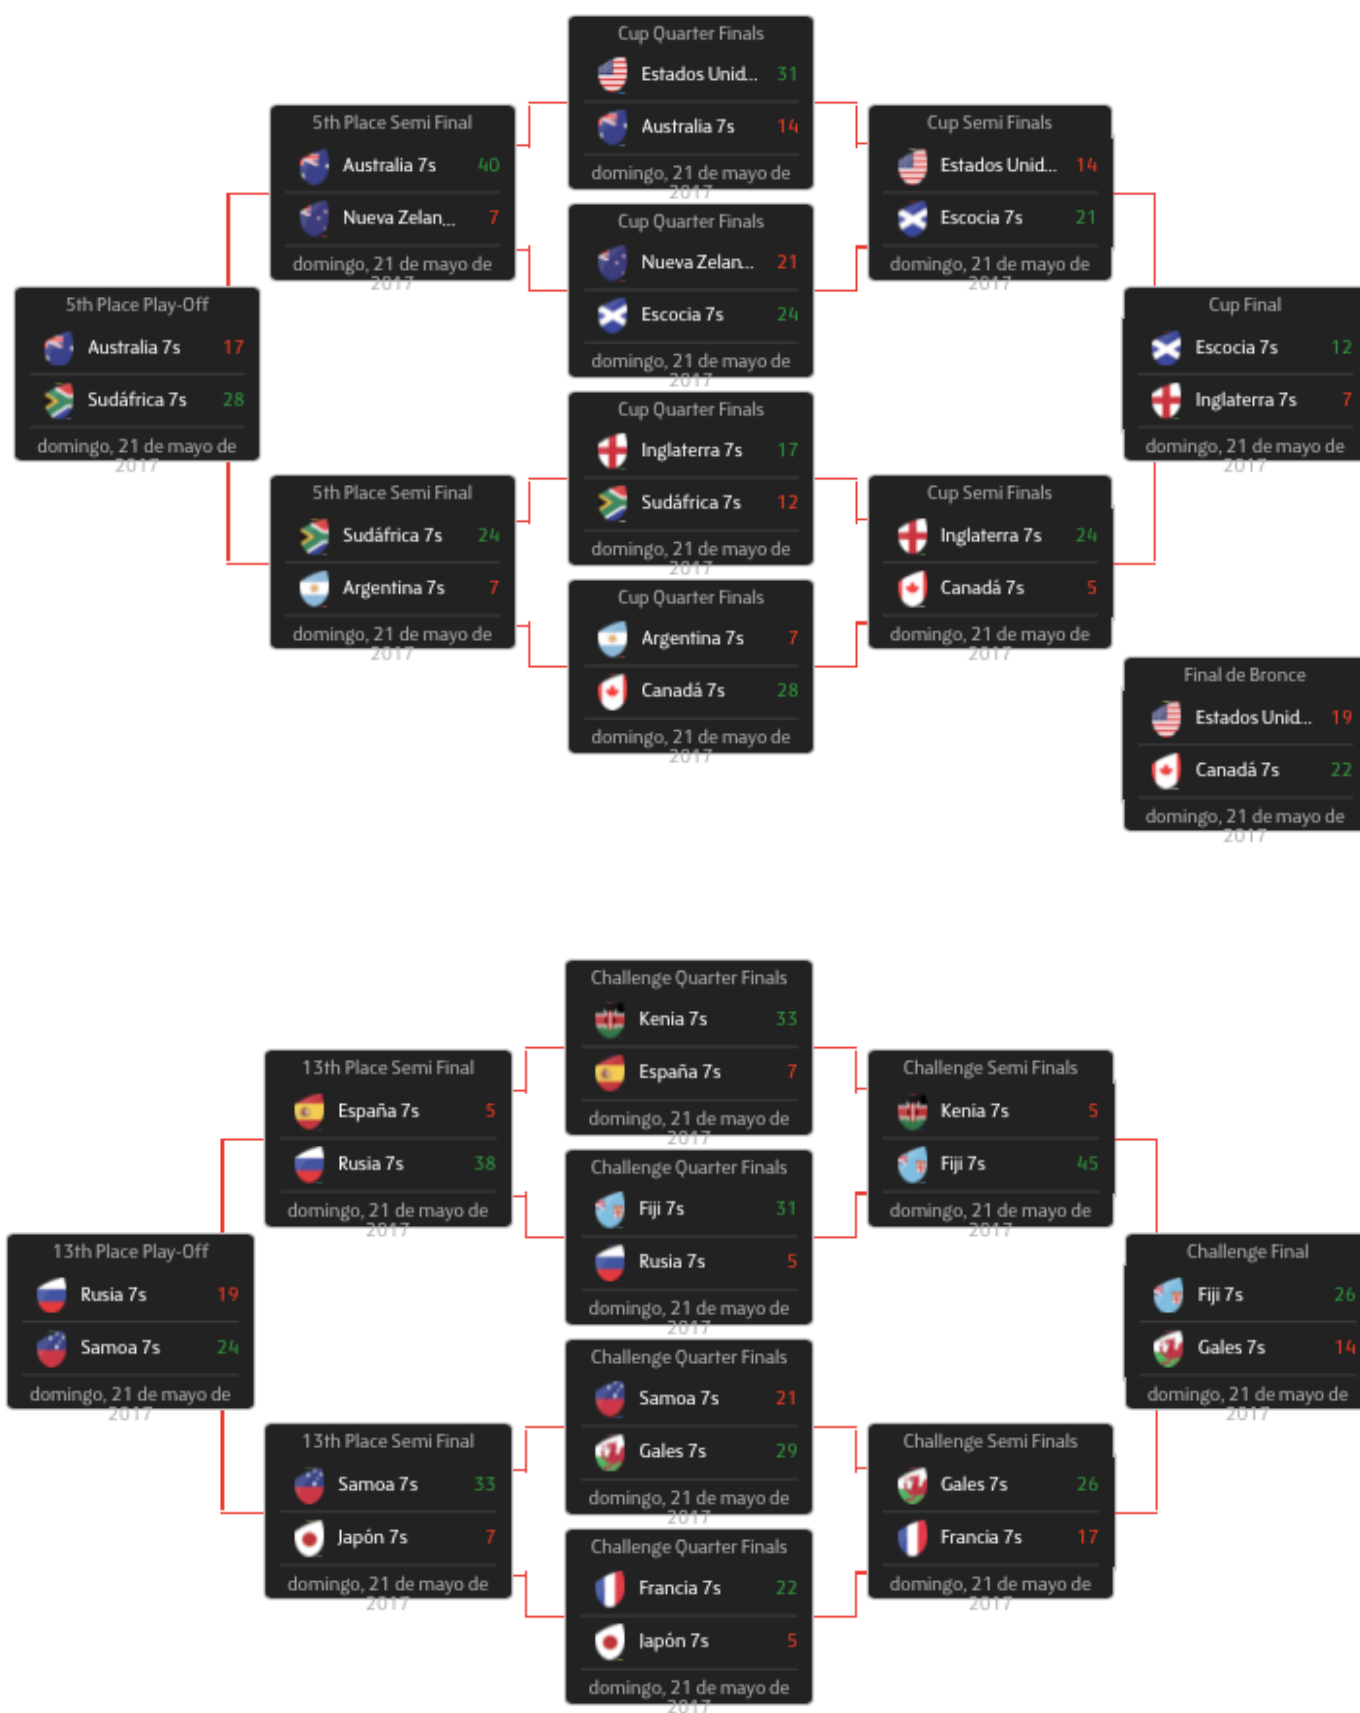 Cup Quarter Finals
Estados Unid... 31
Australia 7s 14
domingo, 21 de mayo de
2017
5th Place Semi Final
Australia 7s 40
Nueva Zelan... 7
domingo, 21 de mayo de
2017
Cup Semi Finals
Estados Unid... 14
Escocia 7s 21
domingo, 21 de mayo de
2017
Cup Quarter Finals
Nueva Zelan... 21
Escocia 7s 24
domingo, 21 de mayo de
2017
5th Place Play-Off
Australia 7s 17
Sudáfrica 7s 28
domingo, 21 de mayo de
2017
Cup Final
Escocia 7s 12
Inglaterra 7s 7
domingo, 21 de mayo de
2017
Cup Quarter Finals
Inglaterra 7s 17
Sudáfrica 7s 12
domingo, 21 de mayo de
2017
5th Place Semi Final
Sudáfrica 7s 24
Argentina 7s 7
domingo, 21 de mayo de
2017
Cup Semi Finals
Inglaterra 7s 24
Canadá 7s 5
domingo, 21 de mayo de
2017
Cup Quarter Finals
Argentina 7s 7
Canadá 7s 28
domingo, 21 de mayo de
2017
Final de Bronce
Estados Unid... 19
Canadá 7s 22
domingo, 21 de mayo de
2017
Challenge Quarter Finals
Kenia 7s 33
España 7s 7
domingo, 21 de mayo de
2017
13th Place Semi Final
España 7s 5
Rusia 7s 38
domingo, 21 de mayo de
2017
Challenge Semi Finals
Kenia 7s 5
Fiji 7s 45
domingo, 21 de mayo de
2017
Challenge Quarter Finals
Fiji 7s 31
Rusia 7s 5
domingo, 21 de mayo de
2017
13th Place Play-Off
Rusia 7s 19
Samoa 7s 24
domingo, 21 de mayo de
2017
Challenge Final
Fiji 7s 26
Gales 7s 14
domingo, 21 de mayo de
2017
Challenge Quarter Finals
Samoa 7s 21
Gales 7s 29
domingo, 21 de mayo de
2017
13th Place Semi Final
Samoa 7s 33
Japón 7s 7
domingo, 21 de mayo de
2017
Challenge Semi Finals
Gales 7s 26
Francia 7s 17
domingo, 21 de mayo de
2017
Challenge Quarter Finals
Francia 7s 22
Japón 7s 5
domingo, 21 de mayo de
2017